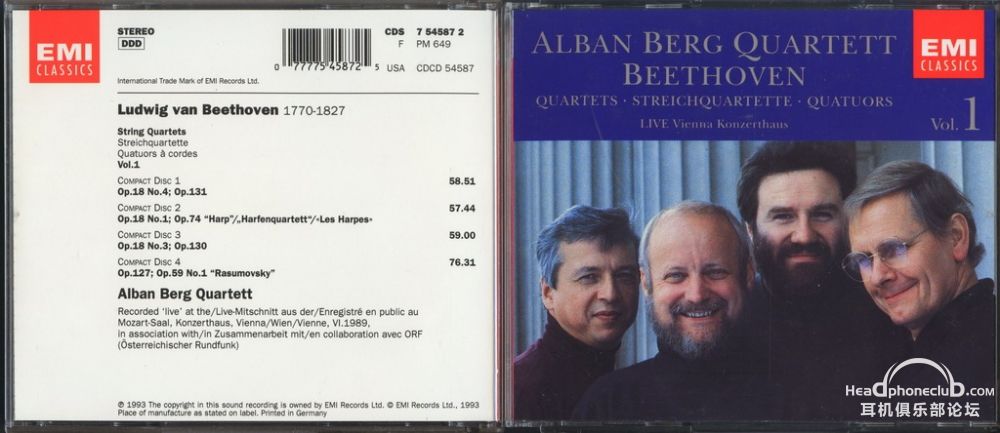 EMI
CLASSICS
STEREO
DDD
0 77775 45872 5
CDS 7 54587 2
F PM 649
USA CDCD 54587
International Trade Mark of EMI Records Ltd.
Ludwig van Beethoven 1770-1827
String Quartets
Streichquartette
Quatuors à cordes
Vol.1
COMPACT DISC 1 58.51
Op.18 No.4; Op.131
COMPACT DISC 2 57.44
Op.18 No.1; Op.74 “Harp”/„Harfenquartett“/«Les Harpes»
COMPACT DISC 3 59.00
Op.18 No.3; Op.130
COMPACT DISC 4 76.31
Op.127; Op.59 No.1 “Rasumovsky”
Alban Berg Quartett
Recorded ‘live’ at the/Live-Mitschnitt aus der/Enregistré en public au
Mozart-Saal, Konzerthaus, Vienna/Wien/Vienne, VI.1989,
in association with/in Zusammenarbeit mit/en collaboration avec ORF
(Österreichischer Rundfunk)
℗ 1993 The copyright in this sound recording is owned by EMI Records Ltd. © EMI Records Ltd., 1993
Place of manufacture as stated on label. Printed in Germany
ALBAN BERG QUARTETT
BEETHOVEN
QUARTETS · STREICHQUARTETTE · QUATUORS
LIVE Vienna Konzerthaus
Vol. 1
EMI
CLASSICS
Headphoneclub.com
耳机俱乐部论坛